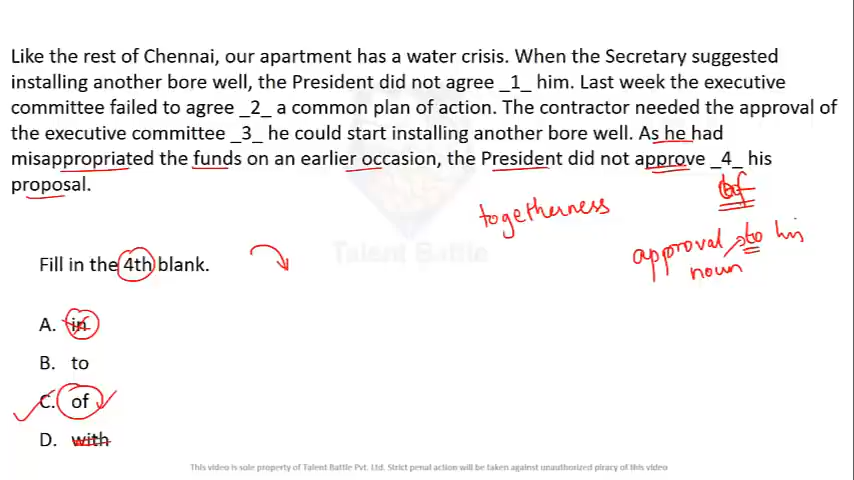 Like the rest of Chennai, our apartment has a water crisis. When the Secretary suggested
installing another bore well, the President did not agree _1_ him. Last week the executive
committee failed to agree _2_ a common plan of action. The contractor needed the approval of
the executive committee _3_ he could start installing another bore well. As he had
misappropriated the funds on an earlier occasion, the President did not approve _4_ his
proposal.
of
togetherness
approval to his
noun
Talent Battle
Fill in the 4th blank.
A. in
B. to
C. of
D. with
This video is sole property of Talent Battle Pvt. Ltd. Strict penal action will be taken against unauthorized piracy of this video